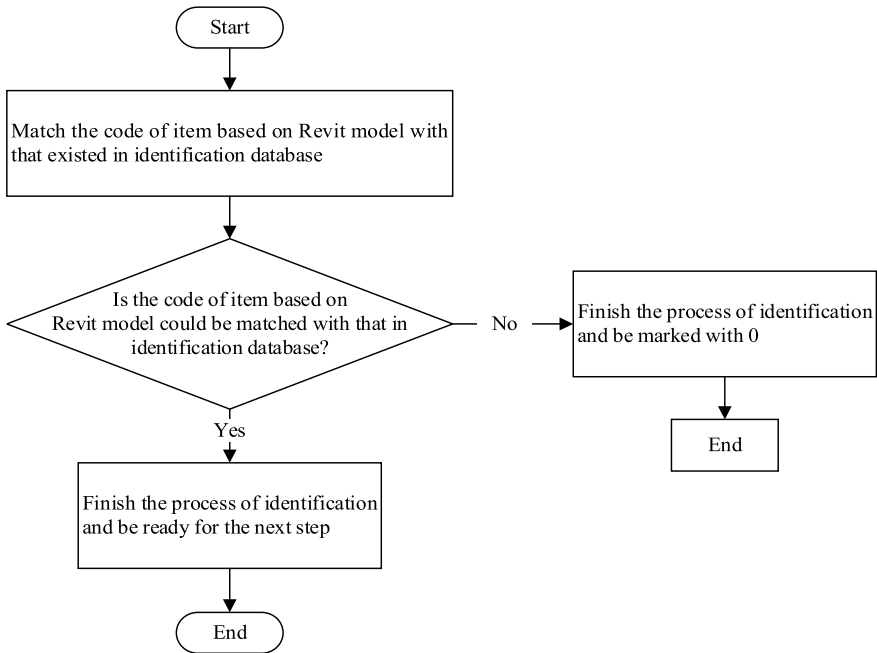 Start
Match the code of item based on Revit model with
that existed in identification database
Is the code of item based on
Revit model could be matched with that in
identification database?
No
Finish the process of identification
and be marked with 0
End
Yes
Finish the process of identification
and be ready for the next step
End